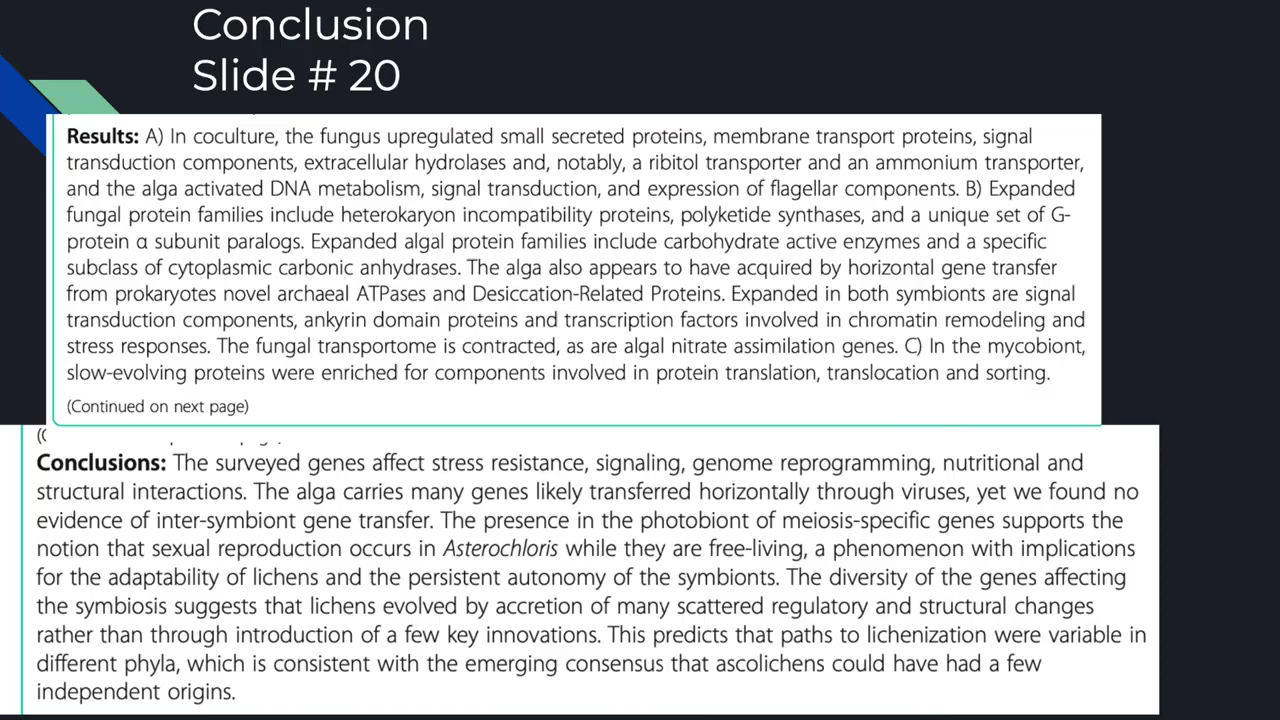 Conclusion
Slide # 20
Results: A) In coculture, the fungus upregulated small secreted proteins, membrane transport proteins, signal
transduction components, extracellular hydrolases and, notably, a ribitol transporter and an ammonium transporter,
and the alga activated DNA metabolism, signal transduction, and expression of flagellar components. B) Expanded
fungal protein families include heterokaryon incompatibility proteins, polyketide synthases, and a unique set of G-
protein α subunit paralogs. Expanded algal protein families include carbohydrate active enzymes and a specific
subclass of cytoplasmic carbonic anhydrases. The alga also appears to have acquired by horizontal gene transfer
from prokaryotes novel archaeal ATPases and Desiccation-Related Proteins. Expanded in both symbionts are signal
transduction components, ankyrin domain proteins and transcription factors involved in chromatin remodeling and
stress responses. The fungal transportome is contracted, as are algal nitrate assimilation genes. C) In the mycobiont,
slow-evolving proteins were enriched for components involved in protein translation, translocation and sorting.
(Continued on next page)
Conclusions: The surveyed genes affect stress resistance, signaling, genome reprogramming, nutritional and
structural interactions. The alga carries many genes likely transferred horizontally through viruses, yet we found no
evidence of inter-symbiont gene transfer. The presence in the photobiont of meiosis-specific genes supports the
notion that sexual reproduction occurs in Asterochloris while they are free-living, a phenomenon with implications
for the adaptability of lichens and the persistent autonomy of the symbionts. The diversity of the genes affecting
the symbiosis suggests that lichens evolved by accretion of many scattered regulatory and structural changes
rather than through introduction of a few key innovations. This predicts that paths to lichenization were variable in
different phyla, which is consistent with the emerging consensus that ascolichens could have had a few
independent origins.